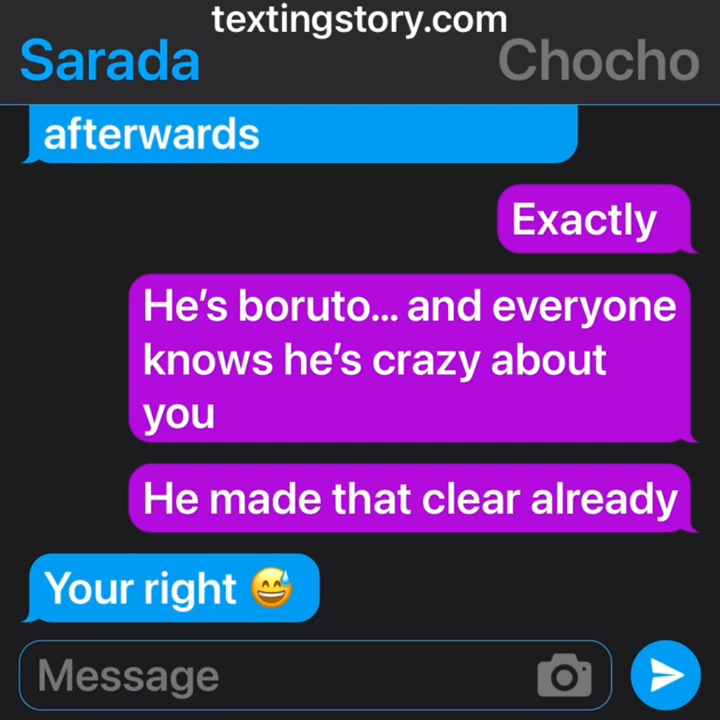 textingstory.com
Sarada
Chocho
afterwards
Exactly
He’s boruto... and everyone
knows he’s crazy about
you
He made that clear already
Your right 😅
Message